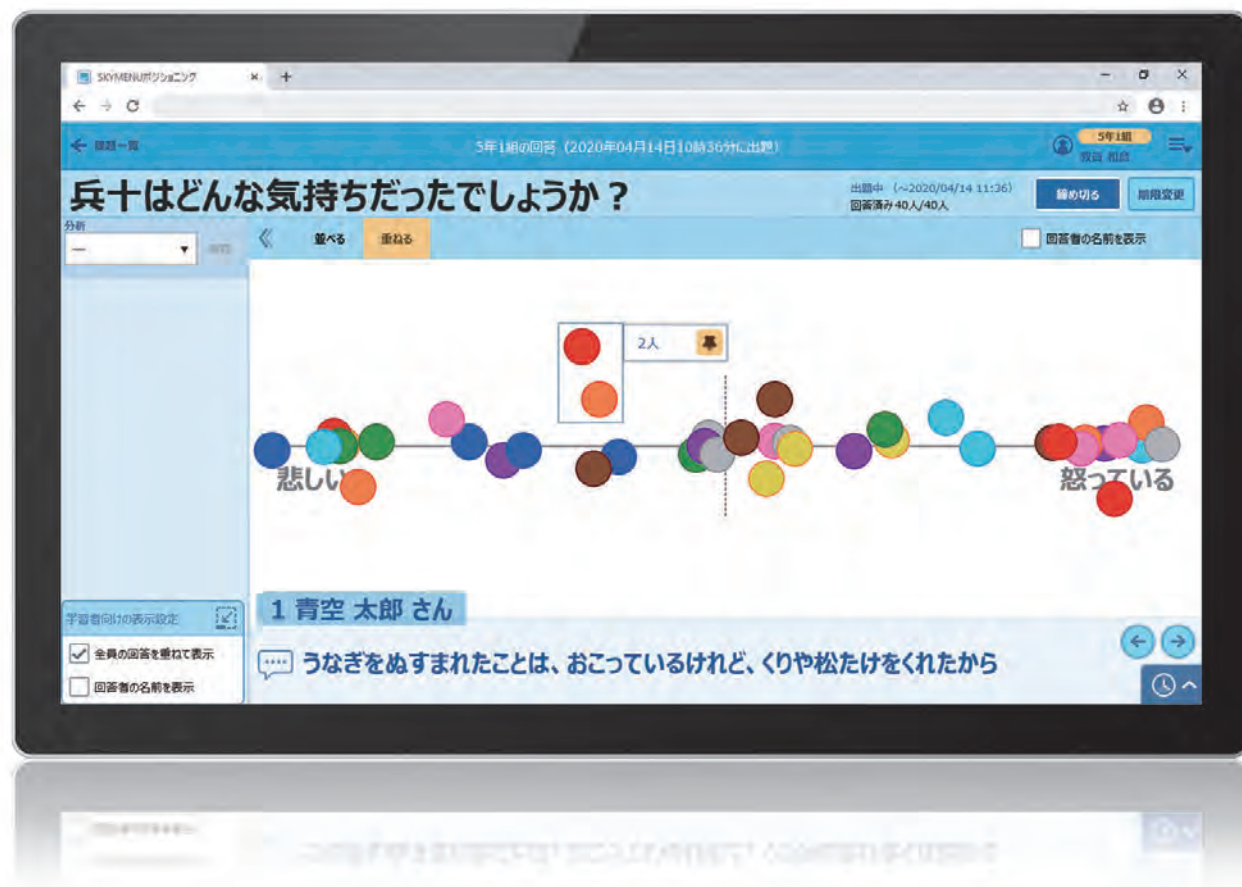 SKYMENUポジショニング
課題一覧
5年1組の回答（2020年04月14日10時36分に出題）
5年1組
兵十はどんな気持ちだったでしょうか？
出題中（～2020/04/14 11:36）
回答済み 40人/40人
締め切る
期限変更
分析
—
並べる
重ねる
回答者の名前を表示
2人
悲しい
怒っている
1 青空 太郎 さん
うなぎをぬすまれたことは、おこっているけれど、くりや松たけをくれたから
学習者向けの表示設定
全員の回答を重ねて表示
回答者の名前を表示